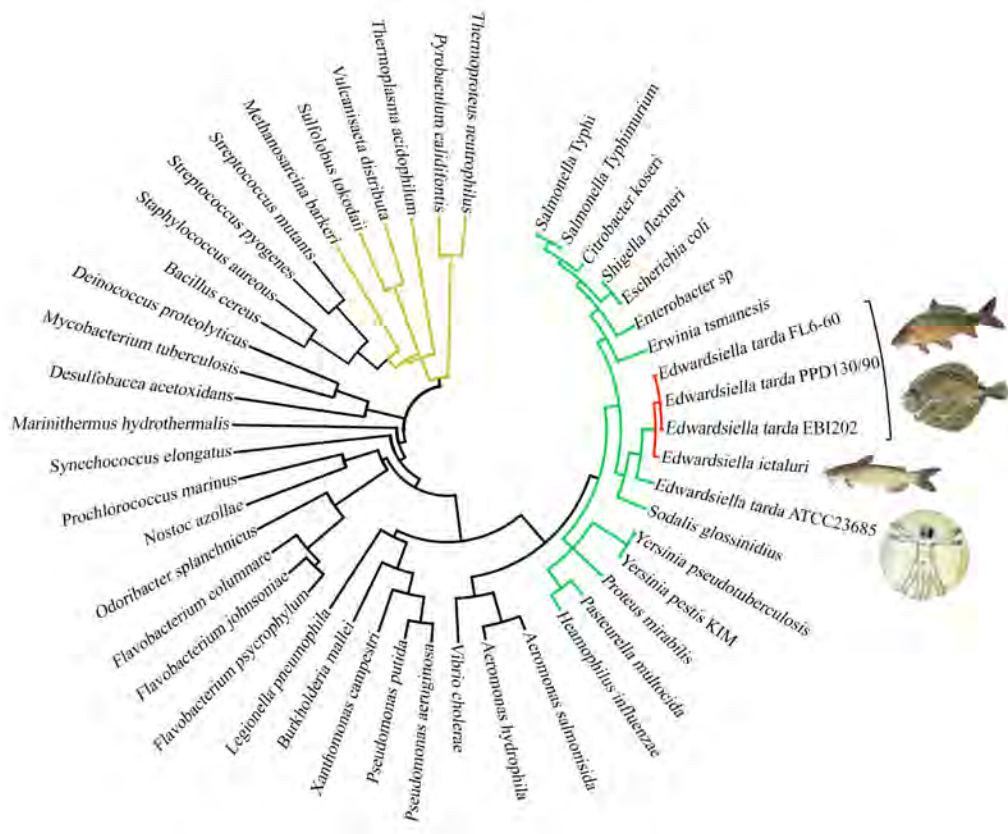 Thermoproteus neutrophilus
Pyrobaculum calidifontis
Thermoplasma acidophilum
Vulcanisaeta distributa
Sulfolobus tokodaii
Methanosarcina barkeri
Streptococcus mutants
Streptococcus pyogenes
Staphylococcus aureous
Bacillus cereus
Deinococcus proteolyticus
Mycobacterium tuberculosis
Desulfobacea acetoxidans
Marinithermus hydrothermalis
Synechococcus elongatus
Prochlorococcus marinus
Nostoc azollae
Odoribacter splanchnicus
Flavobacterium columnare
Flavobacterium johnsoniae
Flavobacterium psycrophylum
Legionella pneumophila
Burkholderia mallei
Xanthomonas campestri
Pseudomonas putida
Pseudomonas aeruginosa
Vibrio cholerae
Acromonas hydrophila
Acromonas salmonisida
Heamophilus influenzae
Pasteurella multocida
Proteus mirabilis
Yersinia pestis KIM
Yersinia pseudotuberculosis
Sodalis glossinidius
Edwardsiella tarda ATCC23685
Edwardsiella ictaluri
Edwardsiella tarda EBI202
Edwardsiella tarda PPD130/90
Edwardsiella tarda FL6-60
Erwinia tsmanesis
Enterobacter sp
Escherichia coli
Shigella flexneri
Citrobacter koseri
Salmonella Typhimurium
Salmonella Typhi